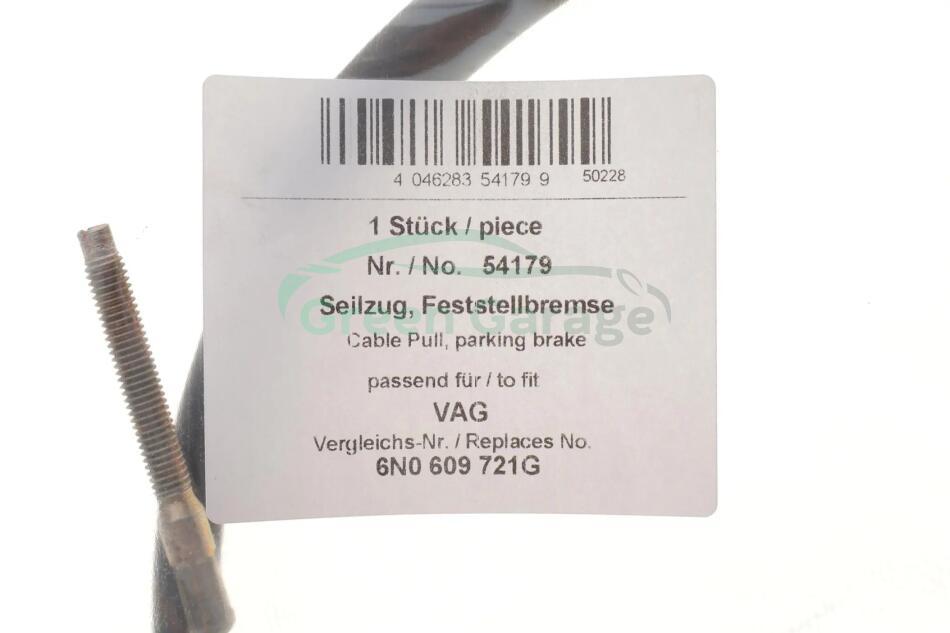 4 046283 54179 9 50228
1 Stück / piece
Nr. / No. 54179
Seilzug, Feststellbremse
Green Garage
Cable Pull, parking brake
passend für / to fit
VAG
Vergleichs-Nr. / Replaces No.
6N0 609 721G